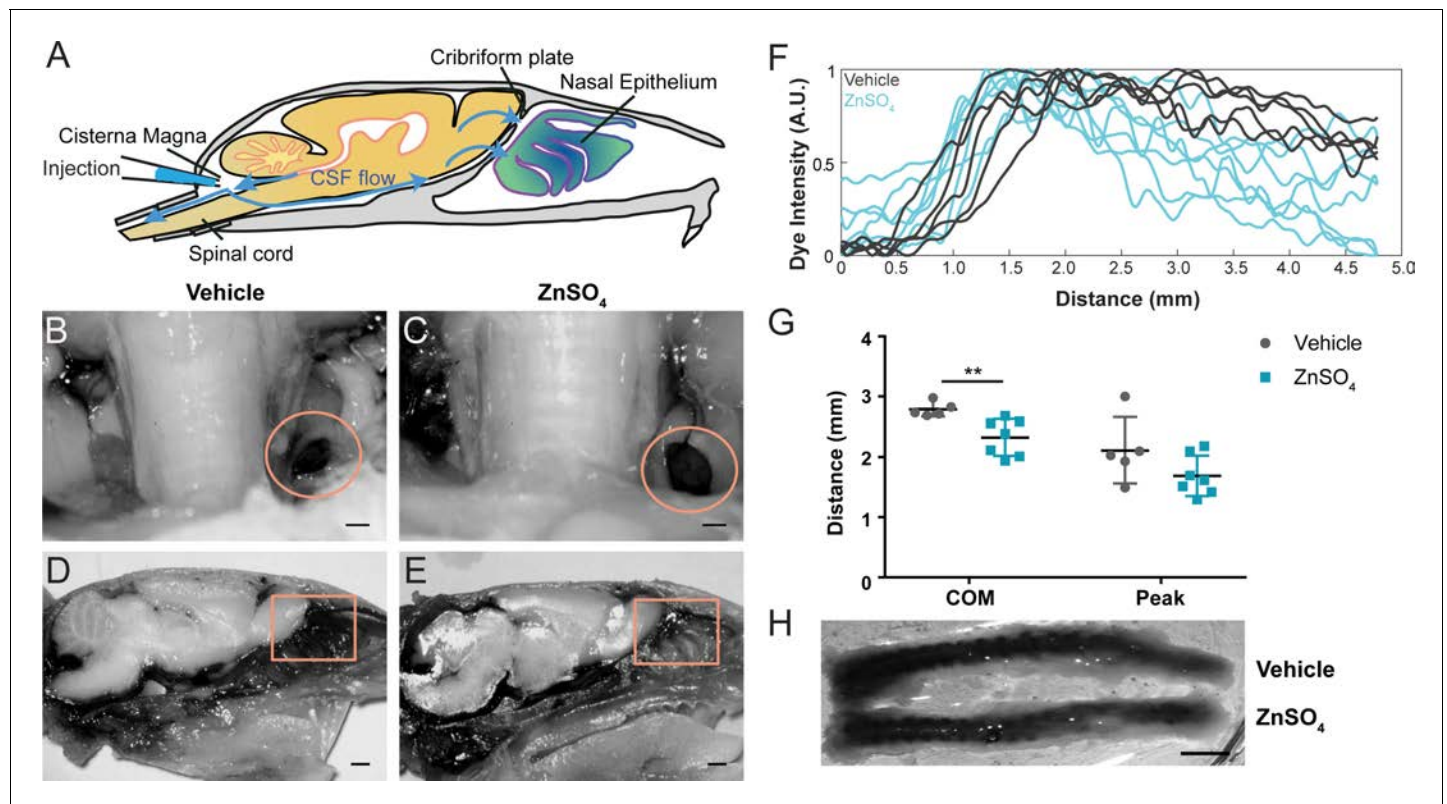 A
Cribriform plate
Nasal Epithelium
Cisterna Magna
Injection
CSF flow
Spinal cord
Vehicle
ZnSO₄
B
C
D
E
F
Vehicle
ZnSO₄
Dye Intensity (A.U.)
1
0.5
0
0 0.5 1.0 1.5 2.0 2.5 3.0 3.5 4.0 4.5 5.0
Distance (mm)
G
Vehicle
ZnSO₄
**
Distance (mm)
4
3
2
1
0
COM Peak
H
Vehicle
ZnSO₄